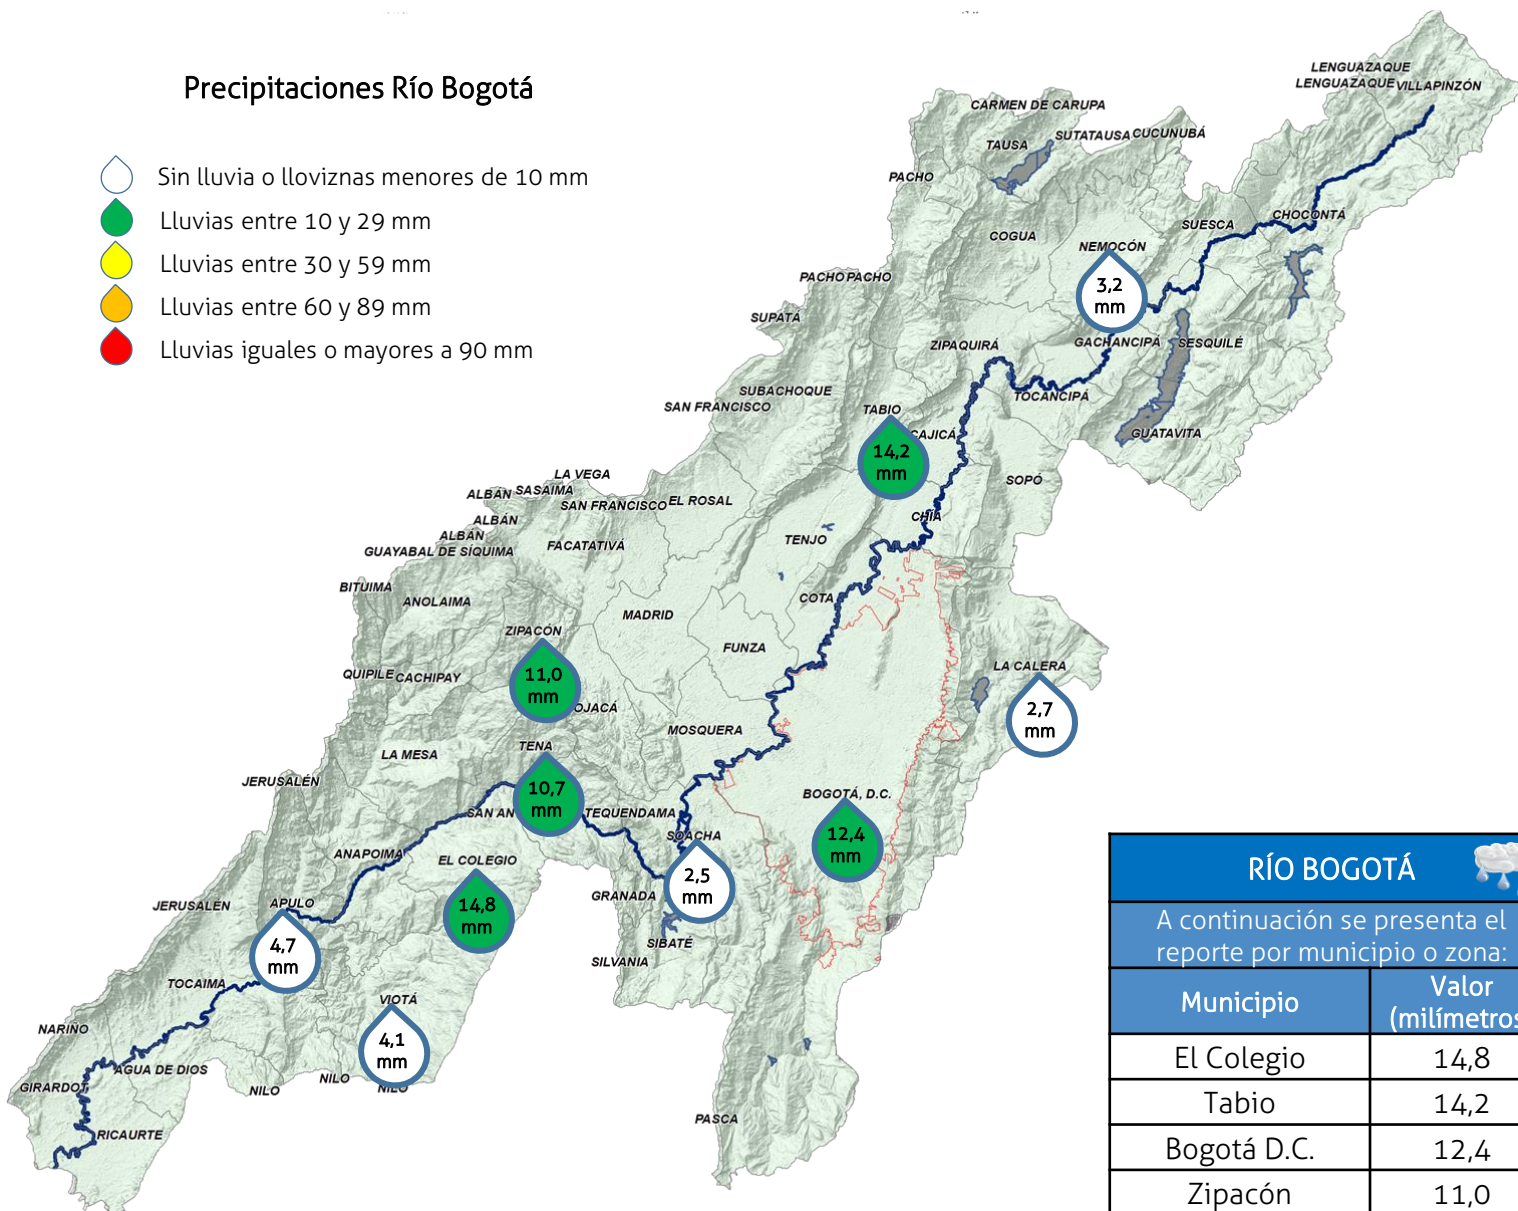 Precipitaciones Río Bogotá
Sin lluvia o lloviznas menores de 10 mm
Lluvias entre 10 y 29 mm
Lluvias entre 30 y 59 mm
Lluvias entre 60 y 89 mm
Lluvias iguales o mayores a 90 mm
LENGUAZAQUE
LENGUAZAQUE VILLAPINZÓN
CARMEN DE CARUPA
SUTATAUSA CUCUNUBÁ
TAUSA
PACHO
CHOCONTÁ
SUESCA
COGUA
NEMOCÓN
3,2
mm
PACHO PACHO
SUPATÁ
ZIPAQUIRÁ
GACHANCIPÁ
SESQUILÉ
SUBACHOQUE
TOCANCIPÁ
SAN FRANCISCO
TABIO
CAJICÁ
GUATAVITA
14,2
mm
LA VEGA
SOPÓ
ALBÁN
SASAIMA
SAN FRANCISCO
EL ROSAL
ALBÁN
CHÍA
ALBÁN
TENJO
GUAYABAL DE SÍQUIMA
FACATATIVÁ
BITUIMA
ANOLAIMA
COTA
MADRID
ZIPACÓN
FUNZA
11,0
mm
LA CALERA
QUIPILE
CACHIPAY
2,7
mm
OJACÁ
MOSQUERA
TENA
LA MESA
JERUSALÉN
10,7
mm
BOGOTÁ, D.C.
SAN AN
TEQUENDAMA
12,4
mm
SOACHA
ANAPOIMA
EL COLEGIO
2,5
mm
GRANADA
JERUSALÉN
APULO
14,8
mm
SIBATÉ
4,7
mm
SILVANIA
TOCAIMA
VIOTÁ
NARIÑO
4,1
mm
AGUA DE DIOS
NILO
NILO
NILO
GIRARDOT
RICAURTE
PASCA
RÍO BOGOTÁ
A continuación se presenta el
reporte por municipio o zona:
Municipio
Valor
(milímetros
El Colegio 14,8
Tabio 14,2
Bogotá D.C. 12,4
Zipacón 11,0